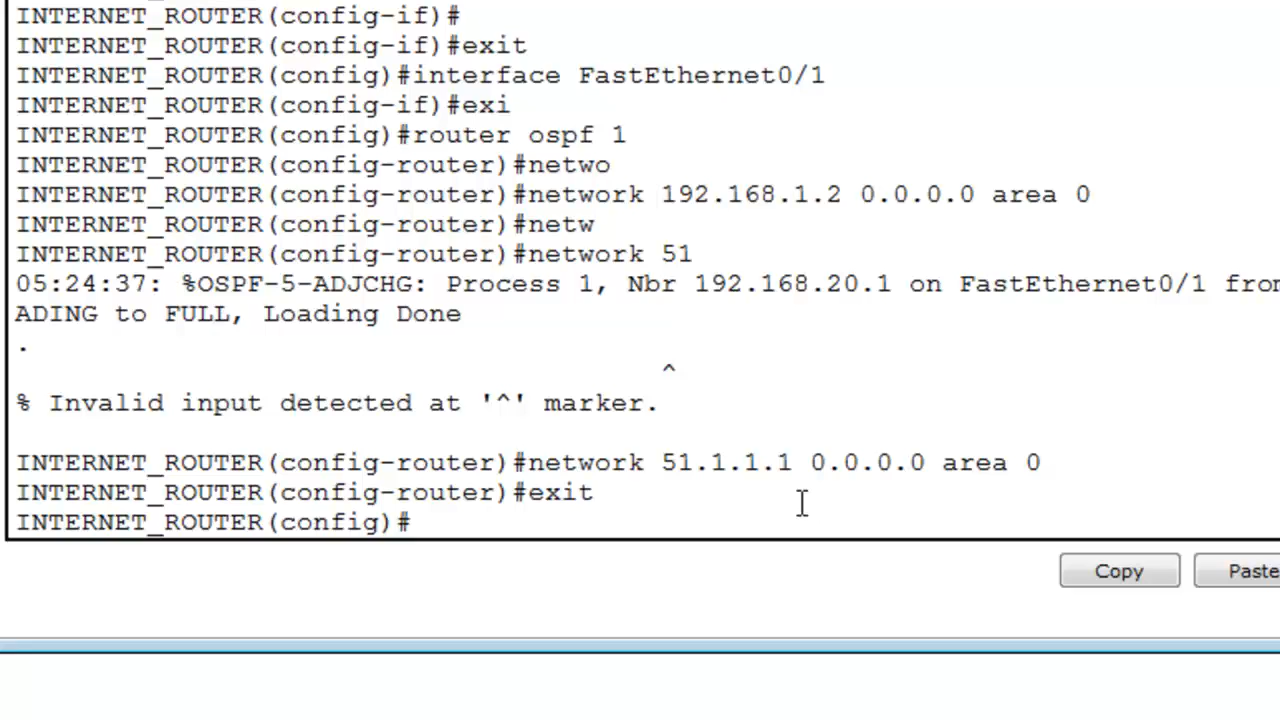 INTERNET_ROUTER(config-if)#
INTERNET_ROUTER(config-if)#exit
INTERNET_ROUTER(config)#interface FastEthernet0/1
INTERNET_ROUTER(config-if)#exi
INTERNET_ROUTER(config)#router ospf 1
INTERNET_ROUTER(config-router)#netwo
INTERNET_ROUTER(config-router)#network 192.168.1.2 0.0.0.0 area 0
INTERNET_ROUTER(config-router)#netw
INTERNET_ROUTER(config-router)#network 51
05:24:37: %OSPF-5-ADJCHG: Process 1, Nbr 192.168.20.1 on FastEthernet0/1 from
ADING to FULL, Loading Done
.
^
% Invalid input detected at '^' marker.
INTERNET_ROUTER(config-router)#network 51.1.1.1 0.0.0.0 area 0
INTERNET_ROUTER(config-router)#exit
INTERNET_ROUTER(config)#
Copy
Paste